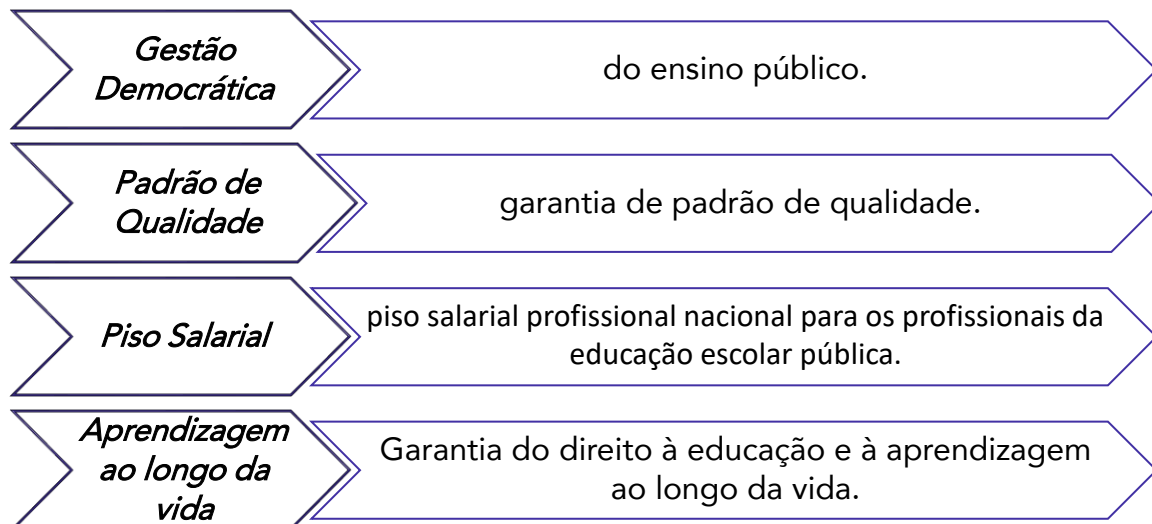 Gestão
Democrática
do ensino público.
Padrão de
Qualidade
garantia de padrão de qualidade.
Piso Salarial
piso salarial profissional nacional para os profissionais da
educação escolar pública.
Aprendizagem
ao longo da
vida
Garantia do direito à educação e à aprendizagem
ao longo da vida.